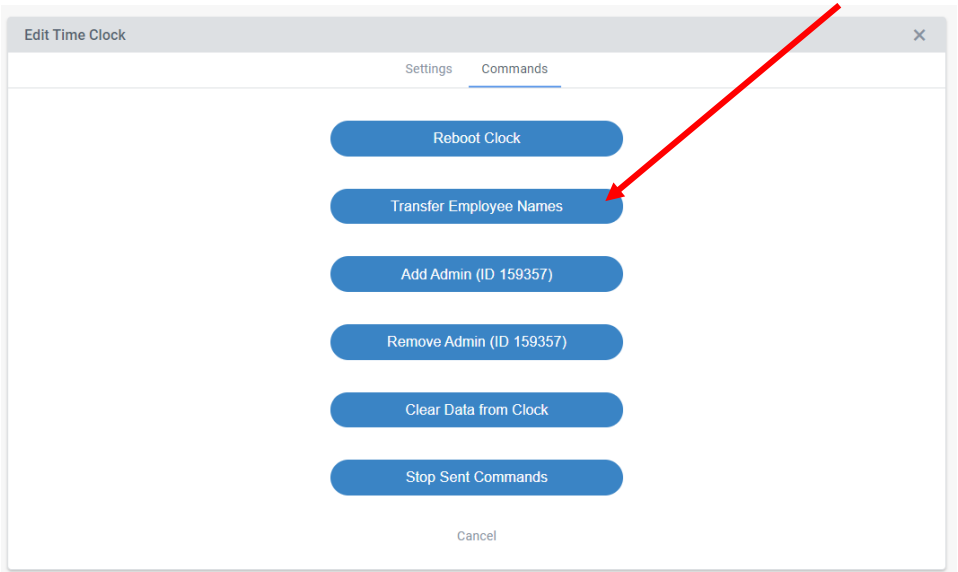 Edit Time Clock
Settings Commands
Reboot Clock
Transfer Employee Names
Add Admin (ID 159357)
Remove Admin (ID 159357)
Clear Data from Clock
Stop Sent Commands
Cancel